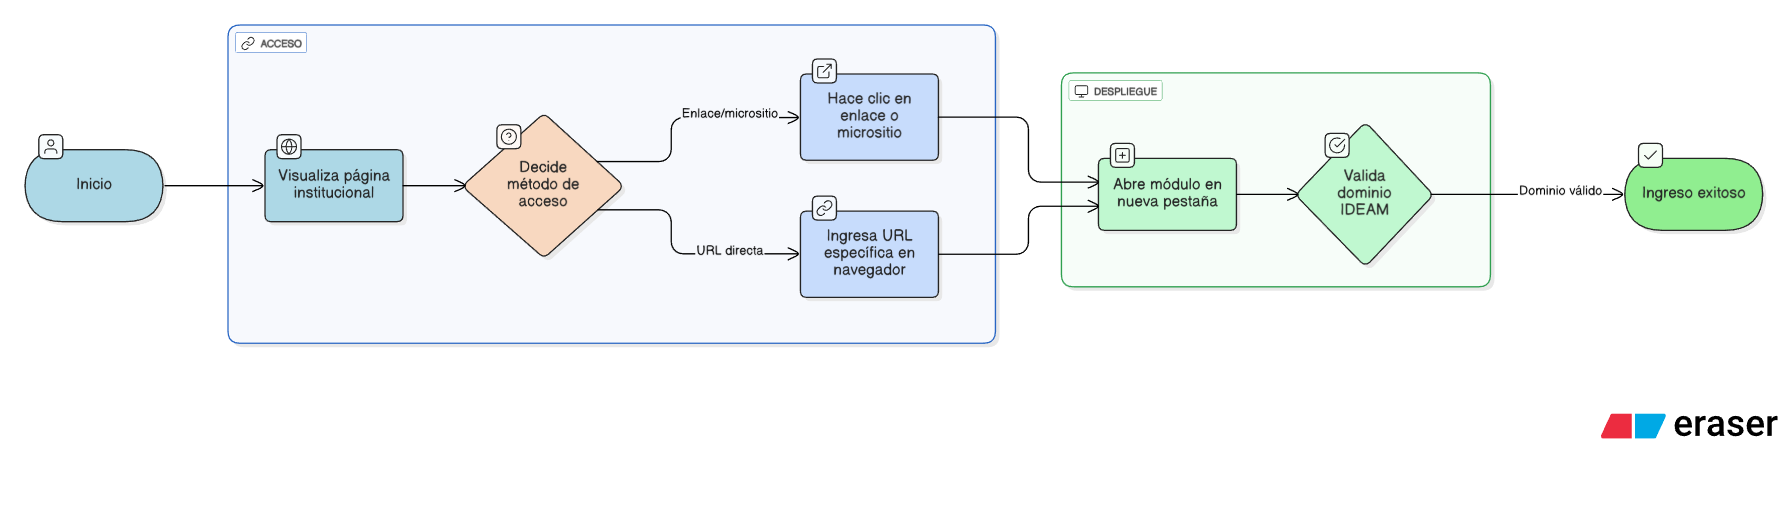 ACCESO
Inicio
Visualiza página
institucional
Decide
método de
acceso
Enlace/micrositio
Hace clic en
enlace o
micrositio
URL directa
Ingresa URL
específica en
navegador
DESPLIEGUE
Abre módulo en
nueva pestaña
Valida
dominio
IDEAM
Dominio válido
Ingreso exitoso
eraser